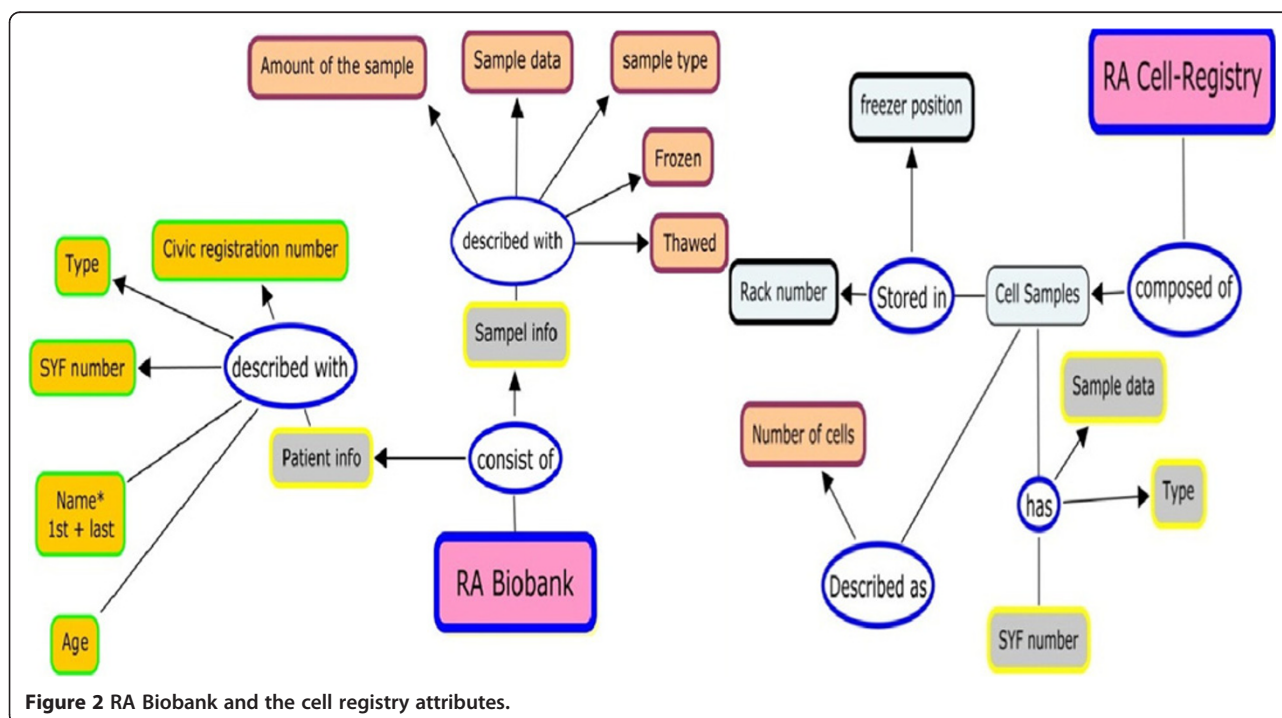 Amount of the sample
Sample data
sample type
Frozen
Thawed
described with
Sampel info
Civic registration number
Type
SYF number
Name*
1st + last
Age
described with
Patient info
consist of
RA Biobank
RA Cell-Registry
composed of
freezer position
Rack number
Stored in
Cell Samples
Number of cells
Described as
Sample data
Type
has
SYF number
Figure 2 RA Biobank and the cell registry attributes.